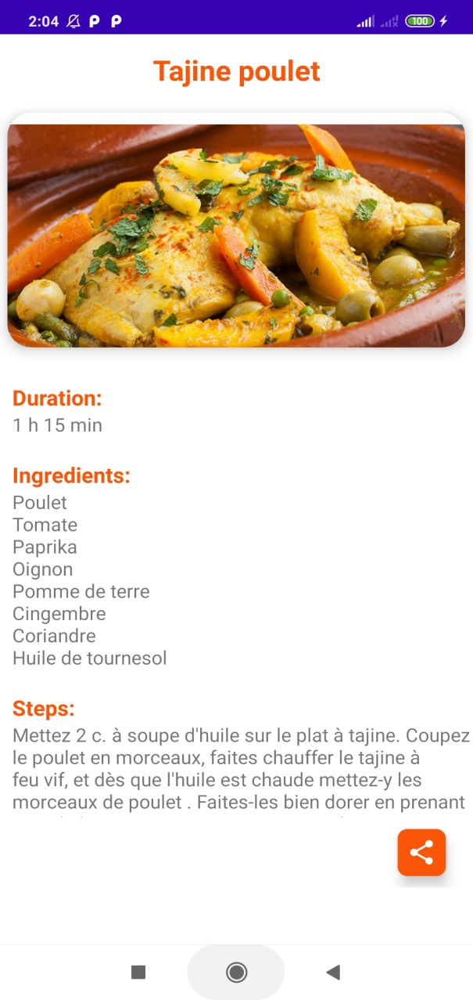 2:04
100
Tajine poulet
Duration:
1 h 15 min
Ingredients:
Poulet
Tomate
Paprika
Oignon
Pomme de terre
Cingembre
Coriandre
Huile de tournesol
Steps:
Mettez 2 c. à soupe d'huile sur le plat à tajine. Coupez
le poulet en morceaux, faites chauffer le tajine à
feu vif, et dès que l'huile est chaude mettez-y les
morceaux de poulet . Faites-les bien dorer en prenant